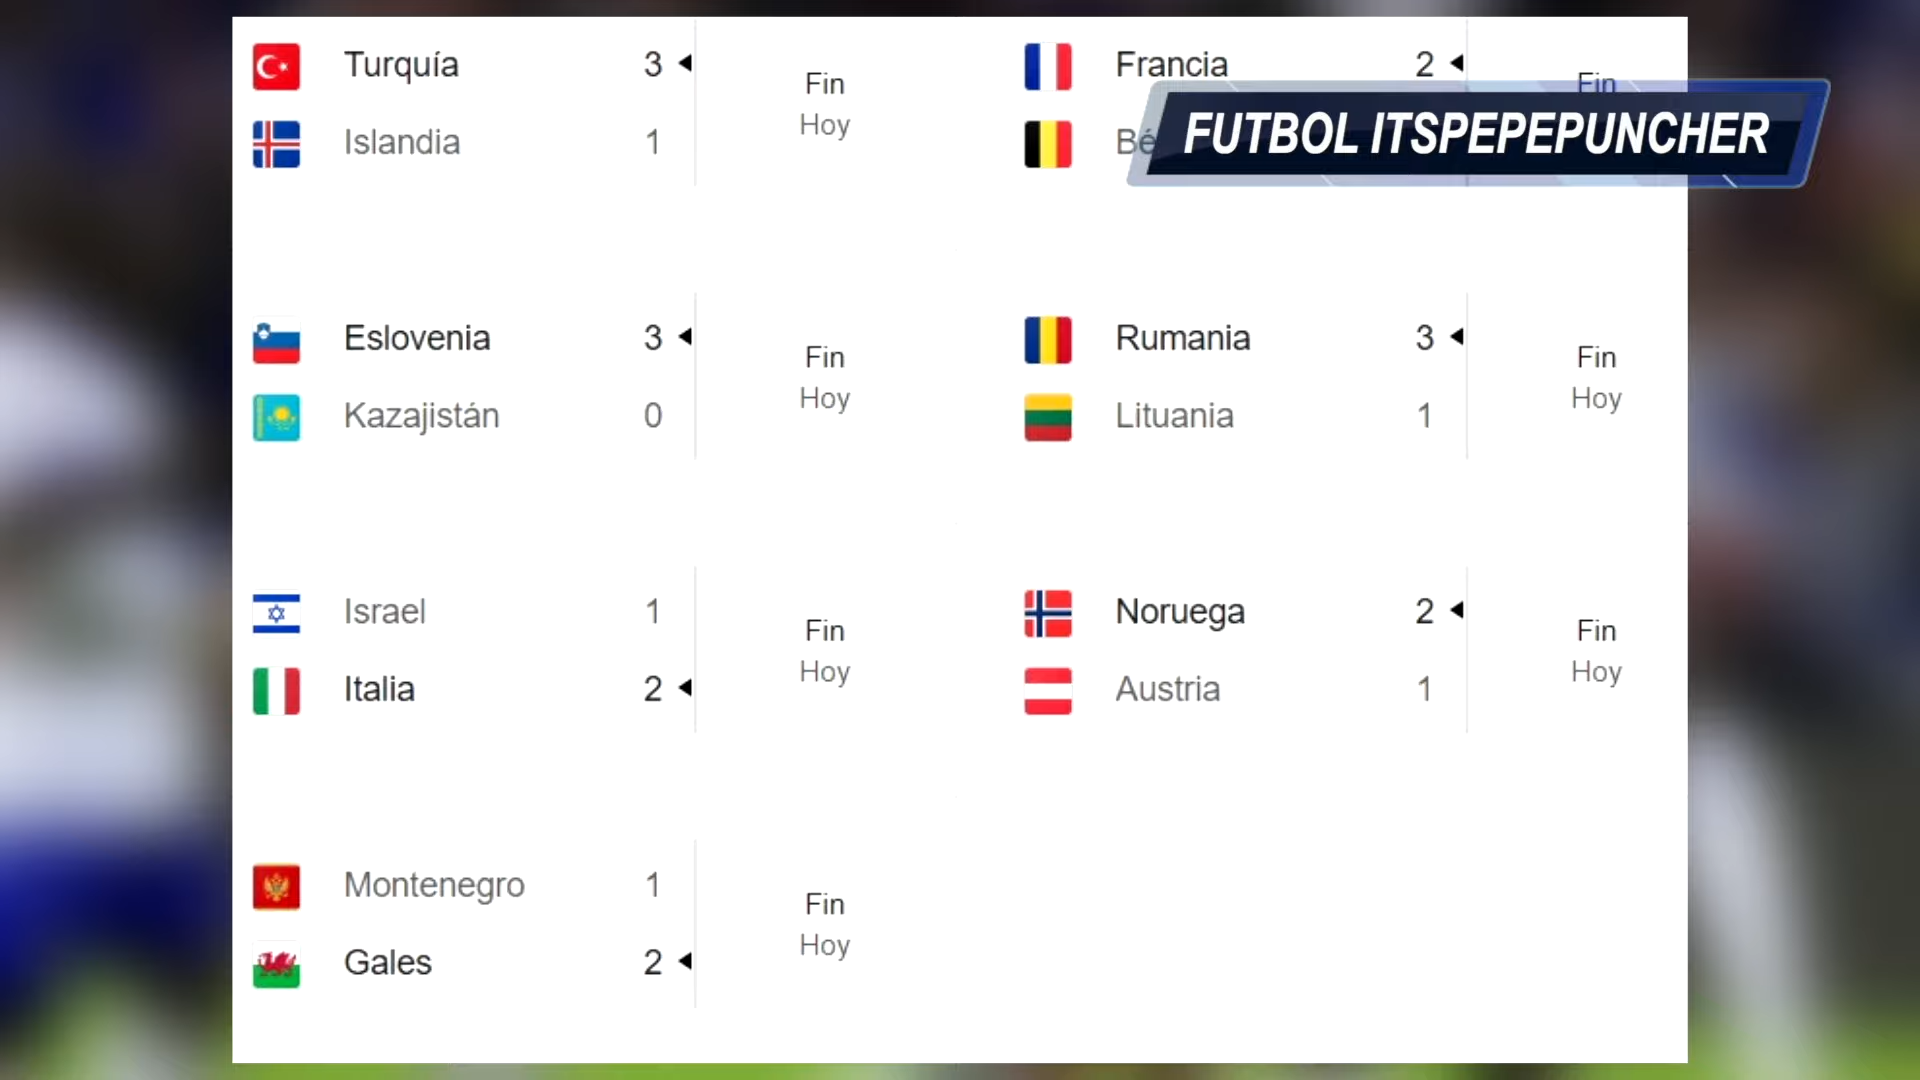 Turquía 3
Islandia 1
Fin
Hoy
Francia 2
Fin
FUTBOL ITSPEPEPUNCHER
Eslovenia 3
Kazajistán 0
Fin
Hoy
Rumania 3
Lituania 1
Fin
Hoy
Israel 1
Italia 2
Fin
Hoy
Noruega 2
Austria 1
Fin
Hoy
Montenegro 1
Gales 2
Fin
Hoy